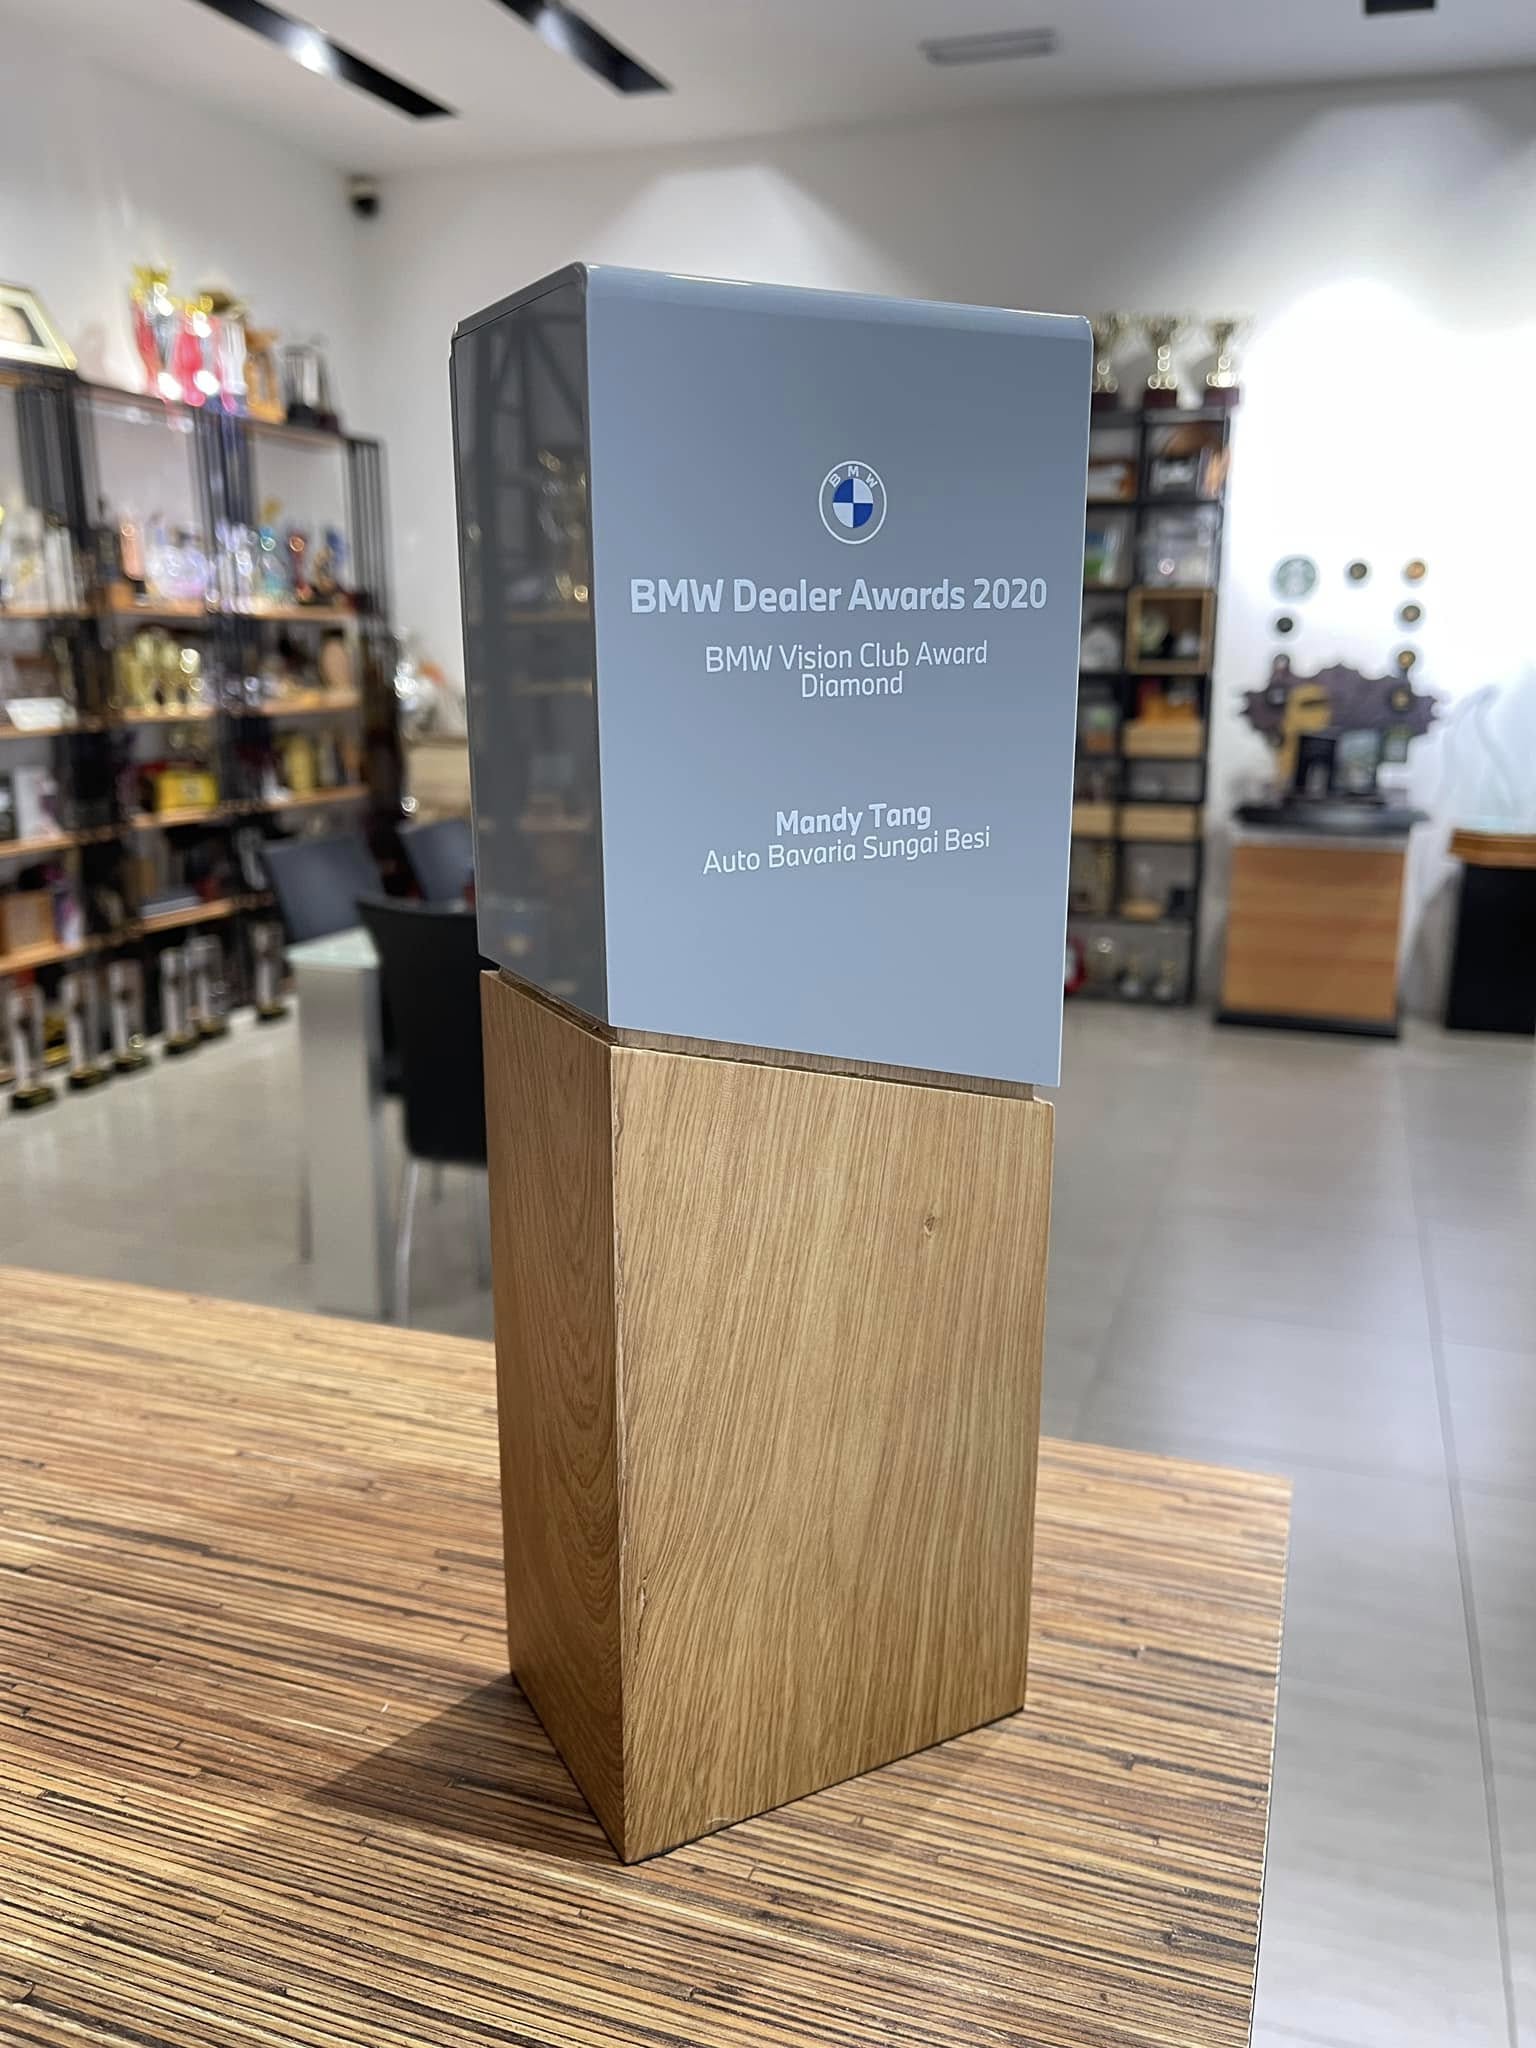 BMW
BMW Dealer Awards 2020
BMW Vision Club Award
Diamond
Mandy Tang
Auto Bavaria Sungai Besi